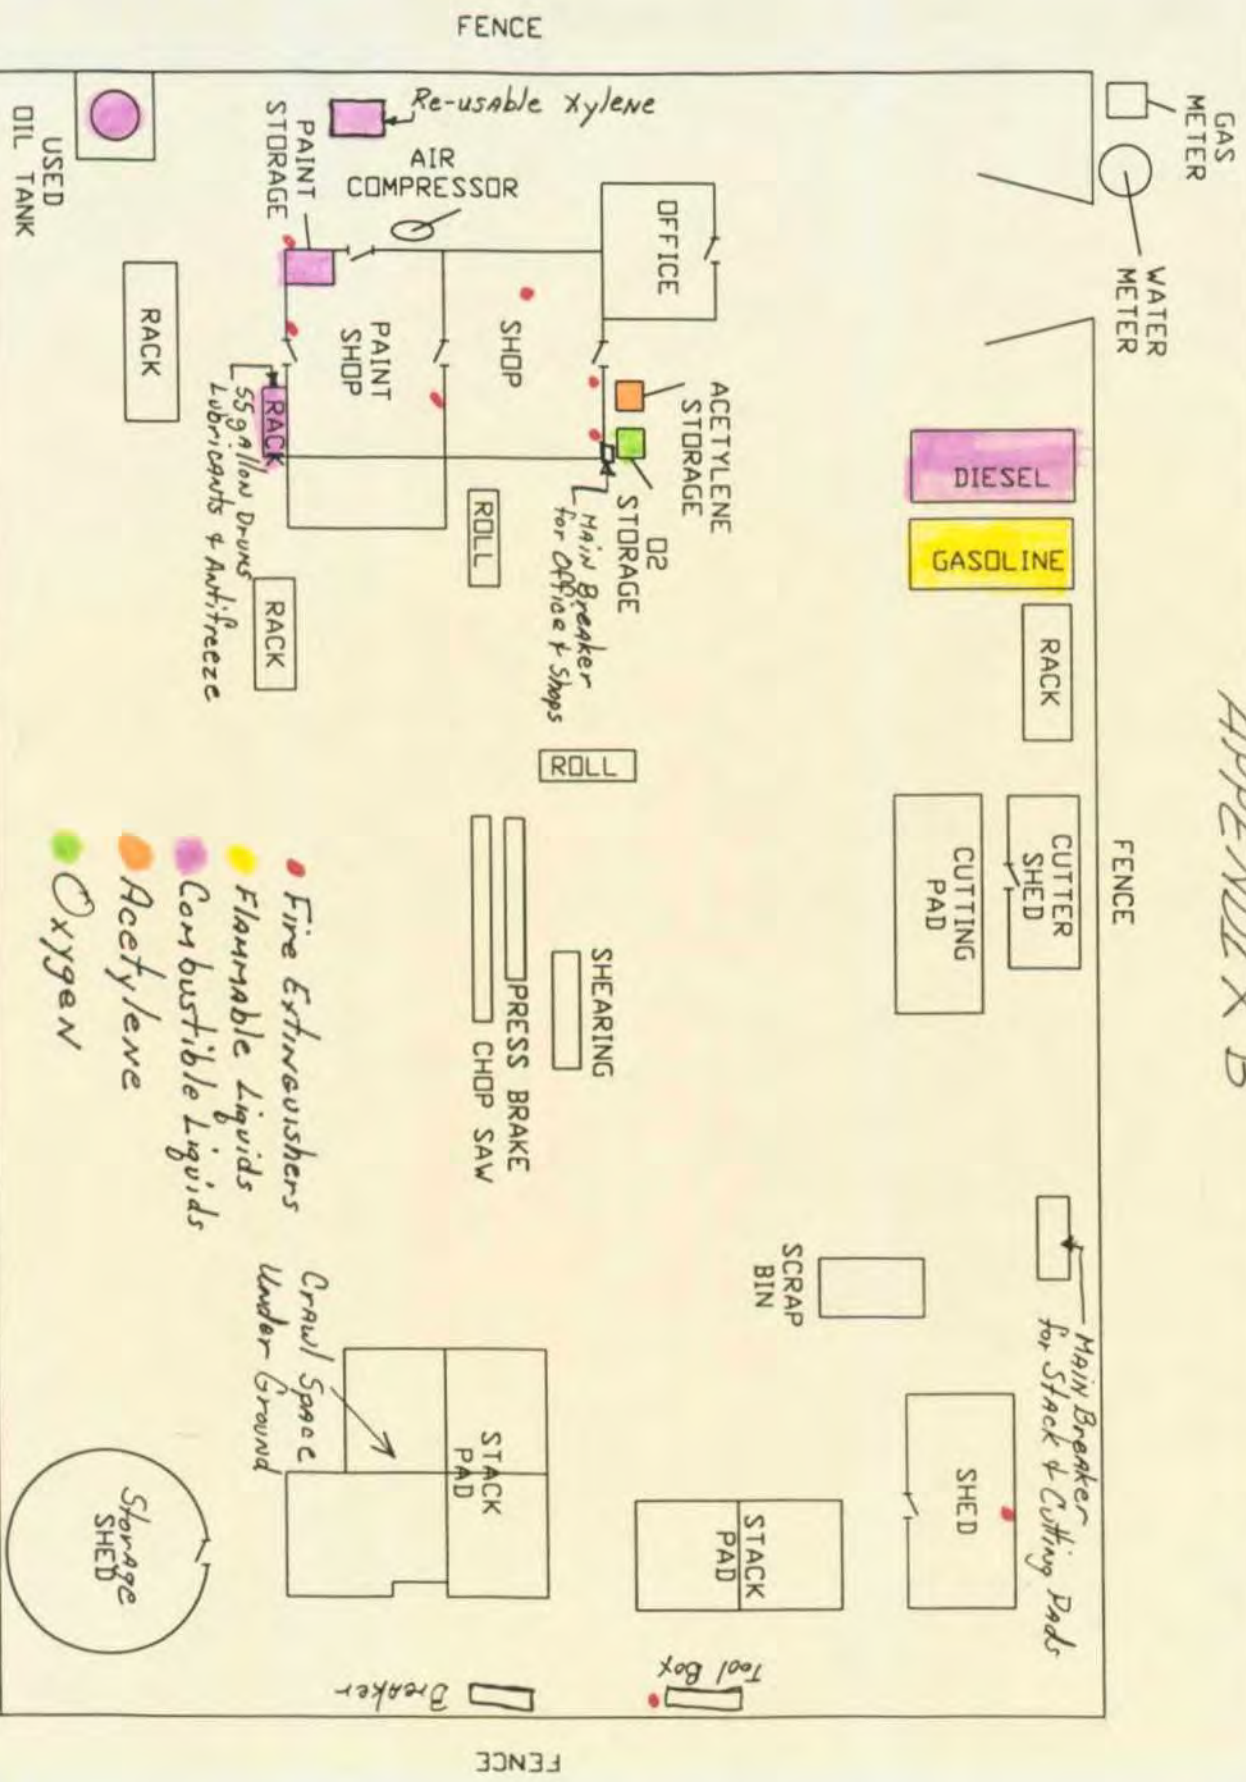 APPENDIX B
FENCE
GAS
METER
WATER
METER
Re-usable Xylene
PAINT
STORAGE
AIR
COMPRESSOR
USED
OIL TANK
OFFICE
SHOP
PAINT
SHOP
RACK
RACK
55 gallon Drums
Lubricants & Antifreeze
RACK
ACETYLENE
STORAGE
O2
STORAGE
Main Breaker
for Office & Shops
ROLL
ROLL
DIESEL
GASOLINE
RACK
CUTTER
SHED
CUTTING
PAD
FENCE
SHEARING
PRESS BRAKE
CHOP SAW
Fire Extinguishers
Flammable Liquids
Combustible Liquids
Acetylene
Oxygen
Main Breaker
for Stack & Cutting Pads
SCRAP
BIN
SHED
Crawl Space
Under Ground
STACK
PAD
STACK
PAD
Storage
SHED
Tool Box
Breaker
FENCE